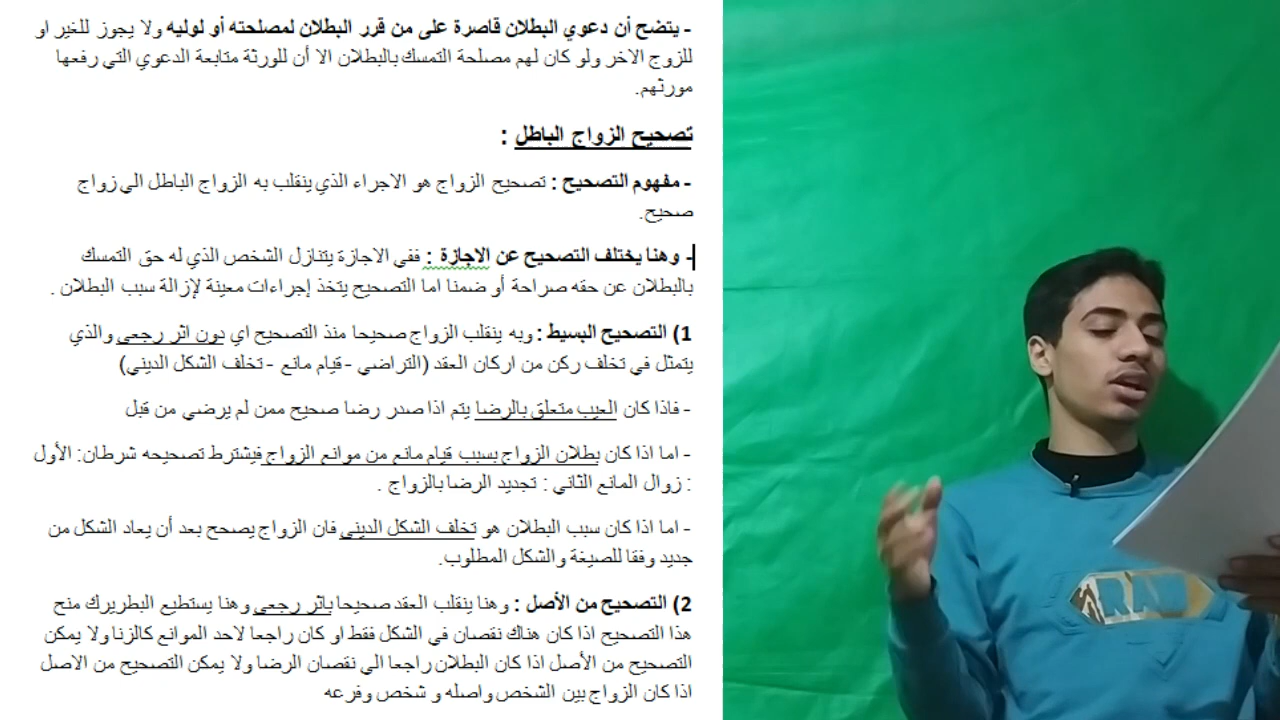 - يتضح أن دعوي البطلان قاصرة على من قرر البطلان لمصلحته أو لوليه ولا يجوز للغير او
للزوج الاخر ولو كان لهم مصلحة التمسك بالبطلان الا أن للورثة متابعة الدعوي التي رفعها
مورثهم.
تصحيح الزواج الباطل :
- مفهوم التصحيح : تصحيح الزواج هو الاجراء الذي ينقلب به الزواج الباطل الي زواج
صحيح.
- وهنا يختلف التصحيح عن الاجازة : ففي الاجازة يتنازل الشخص الذي له حق التمسك
بالبطلان عن حقه صراحة أو ضمنا اما التصحيح يتخذ إجراءات معينة لإزالة سبب البطلان .
1) التصحيح البسيط : وبه ينقلب الزواج صحيحا منذ التصحيح اي دون اثر رجعي والذي
يتمثل في تخلف ركن من اركان العقد (التراضي - قيام مانع - تخلف الشكل الديني)
- فاذا كان العيب متعلق بالرضا يتم اذا صدر رضا صحيح ممن لم يرضي من قبل
- اما اذا كان بطلان الزواج بسبب قيام مانع من موانع الزواج فيشترط تصحيحه شرطان: الأول
: زوال المانع الثاني : تجديد الرضا بالزواج .
- اما اذا كان سبب البطلان هو تخلف الشكل الديني فان الزواج يصحح بعد أن يعاد الشكل من
جديد وفقا للصيغة والشكل المطلوب.
2) التصحيح من الأصل : وهنا ينقلب العقد صحيحا باثر رجعي وهنا يستطيع البطريرك منح
هذا التصحيح اذا كان هناك نقصان في الشكل فقط او كان راجعا لاحد الموانع كالزنا ولا يمكن
التصحيح من الأصل اذا كان البطلان راجعا الي نقصان الرضا ولا يمكن التصحيح من الاصل
اذا كان الزواج بين الشخص واصله و شخص وفرعه